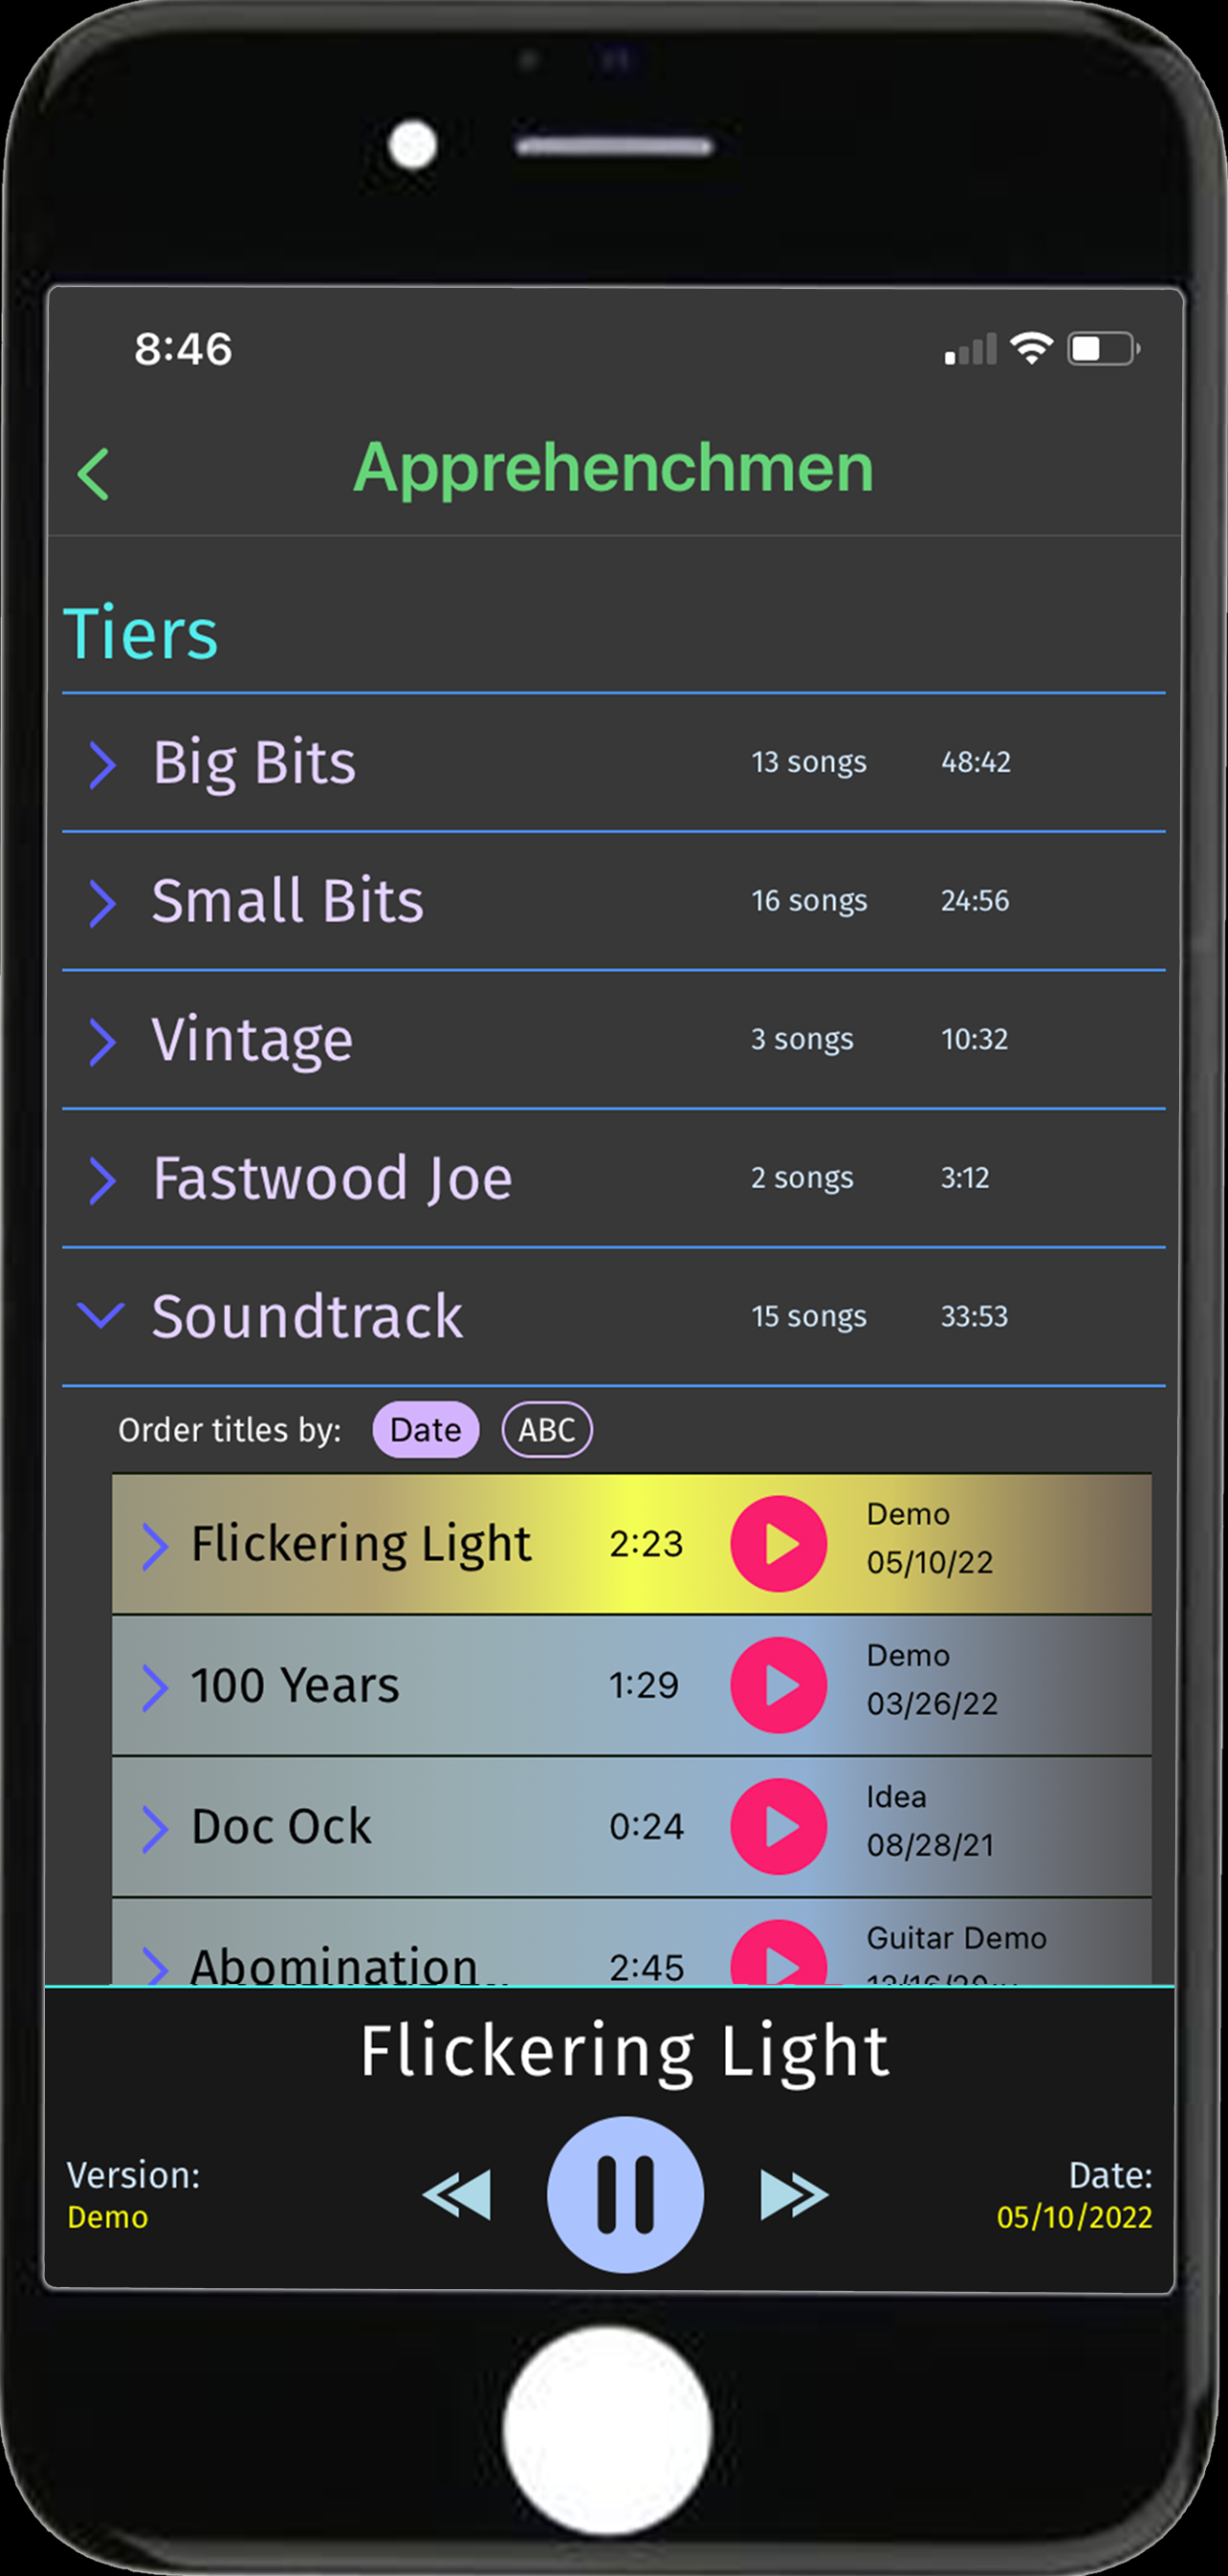 8:46
Apprehenchmen
Tiers
Big Bits 13 songs 48:42
Small Bits 16 songs 24:56
Vintage 3 songs 10:32
Fastwood Joe 2 songs 3:12
Soundtrack 15 songs 33:53
Order titles by: Date ABC
Flickering Light 2:23 Demo
05/10/22
100 Years 1:29 Demo
03/26/22
Doc Ock 0:24 Idea
08/28/21
Abomination 2:45 Guitar Demo
Flickering Light
Version:
Demo
Date:
05/10/2022